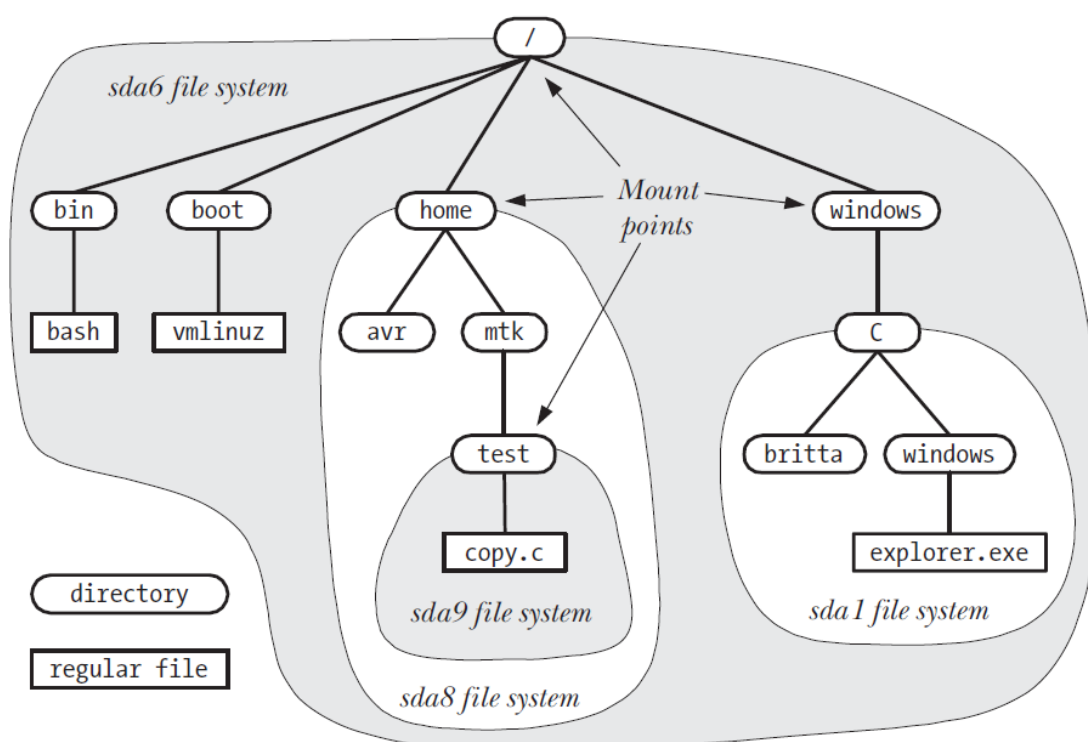 /
sda6 file system
bin
boot
home
Mount
points
windows
bash
vmlinuz
avr
mtk
C
test
britta
windows
copy.c
explorer.exe
directory
sda9 file system
sda1 file system
regular file
sda8 file system